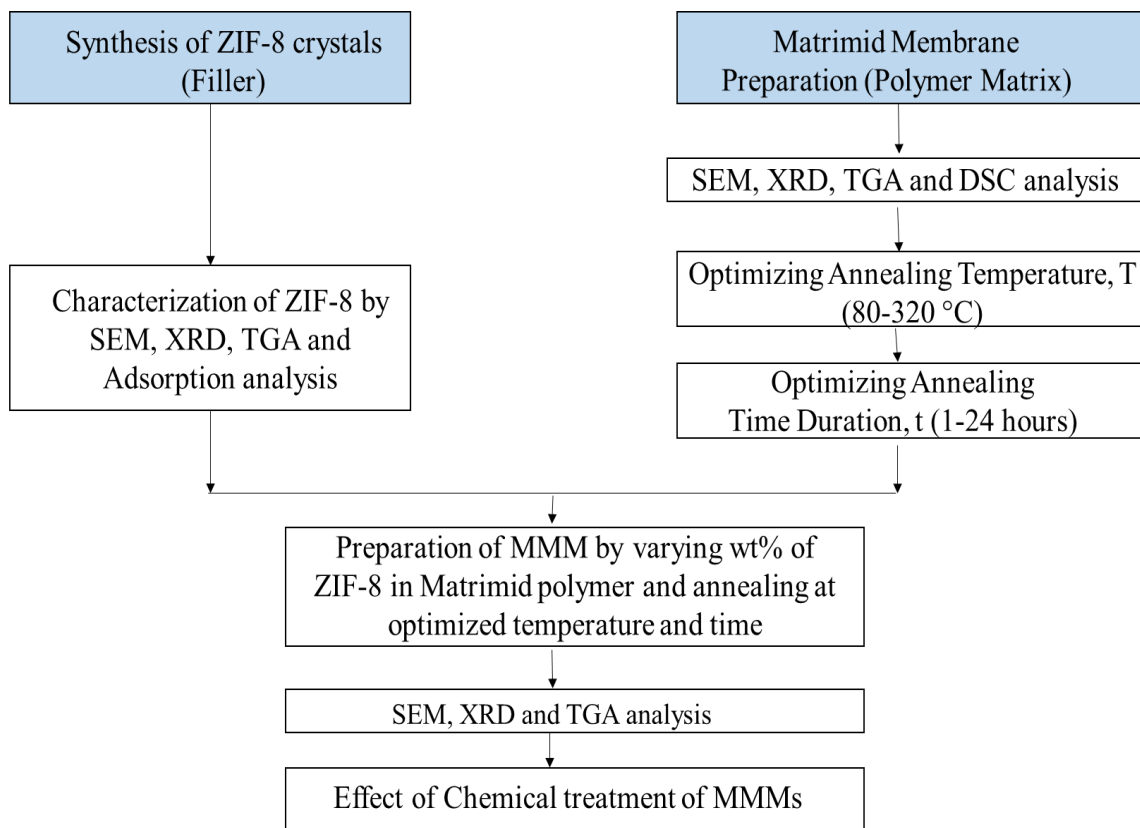 Synthesis of ZIF-8 crystals
(Filler)
Matrimid Membrane
Preparation (Polymer Matrix)
SEM, XRD, TGA and DSC analysis
Optimizing Annealing Temperature, T
(80-320 °C)
Characterization of ZIF-8 by
SEM, XRD, TGA and
Adsorption analysis
Optimizing Annealing
Time Duration, t (1-24 hours)
Preparation of MMM by varying wt% of
ZIF-8 in Matrimid polymer and annealing at
optimized temperature and time
SEM, XRD and TGA analysis
Effect of Chemical treatment of MMMs